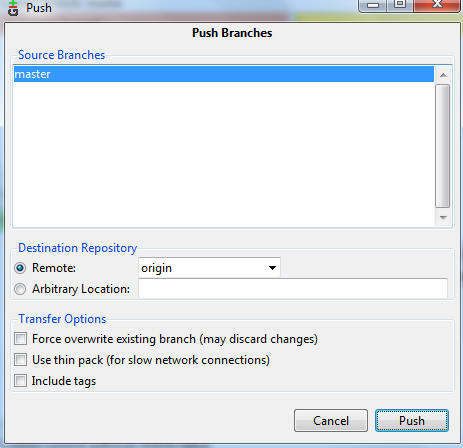 Push
Push Branches
Source Branches
master
Destination Repository
Remote: origin
Arbitrary Location:
Transfer Options
Force overwrite existing branch (may discard changes)
Use thin pack (for slow network connections)
Include tags
Cancel Push